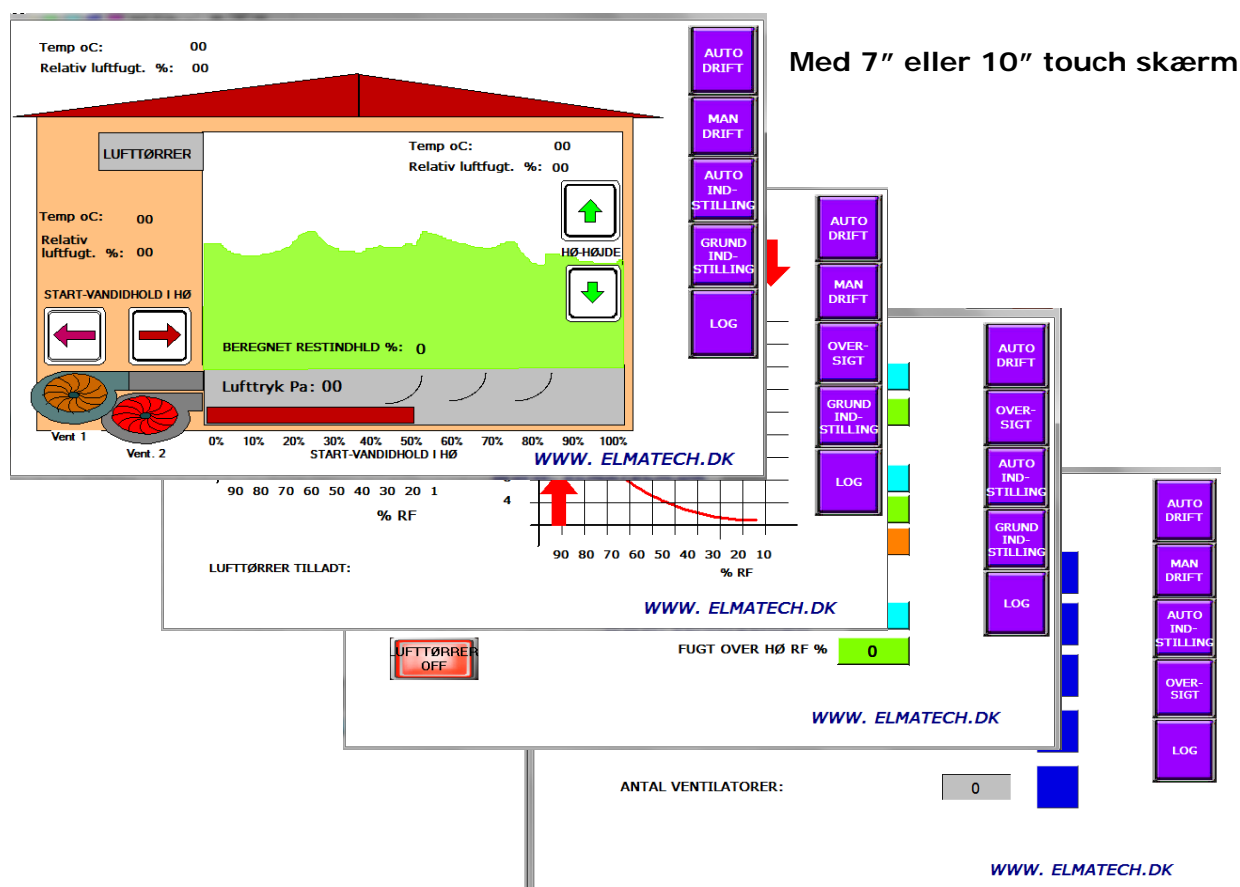 Med 7” eller 10” touch skærm
Temp oC: 00
Relativ luftfugt. %: 00
LUFTTØRRER
Temp oC: 00
Relativ luftfugt. %: 00
Temp oC: 00
Relativ
luftfugt. %: 00
HØ-HØJDE
START-VANDIDHOLD I HØ
BEREGNET RESTINDHLD %: 0
Lufttryk Pa: 00
Vent 1
Vent. 2
0% 10% 20% 30% 40% 50% 60% 70% 80% 90% 100%
START-VANDIDHOLD I HØ
WWW. ELMATECH.DK
AUTO
DRIFT
MAN
DRIFT
AUTO
IND-
STILLING
GRUND
IND-
STILLING
LOG
90 80 70 60 50 40 30 20 1
% RF
4
90 80 70 60 50 40 30 20 10
% RF
LUFTTØRRER TILLADT:
WWW. ELMATECH.DK
AUTO
DRIFT
MAN
DRIFT
OVER-
SIGT
GRUND
IND-
STILLING
LOG
LUFTTØRRER
OFF
FUGT OVER HØ RF % 0
WWW. ELMATECH.DK
AUTO
DRIFT
OVER-
SIGT
AUTO
IND-
STILLING
GRUND
IND-
STILLING
LOG
ANTAL VENTILATORER: 0
WWW. ELMATECH.DK
AUTO
DRIFT
MAN
DRIFT
AUTO
IND-
STILLING
OVER-
SIGT
LOG